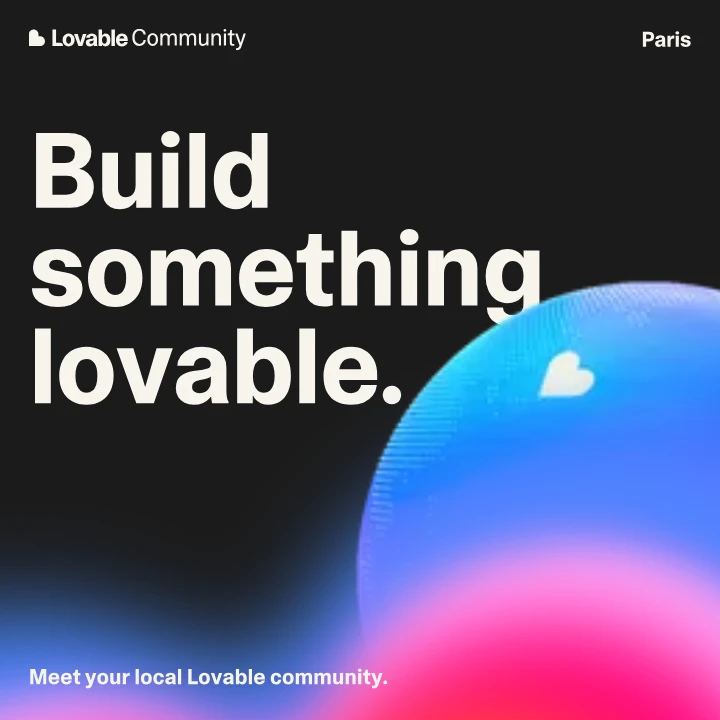 Lovable Community
Paris
Build
something
lovable.
Meet your local Lovable community.